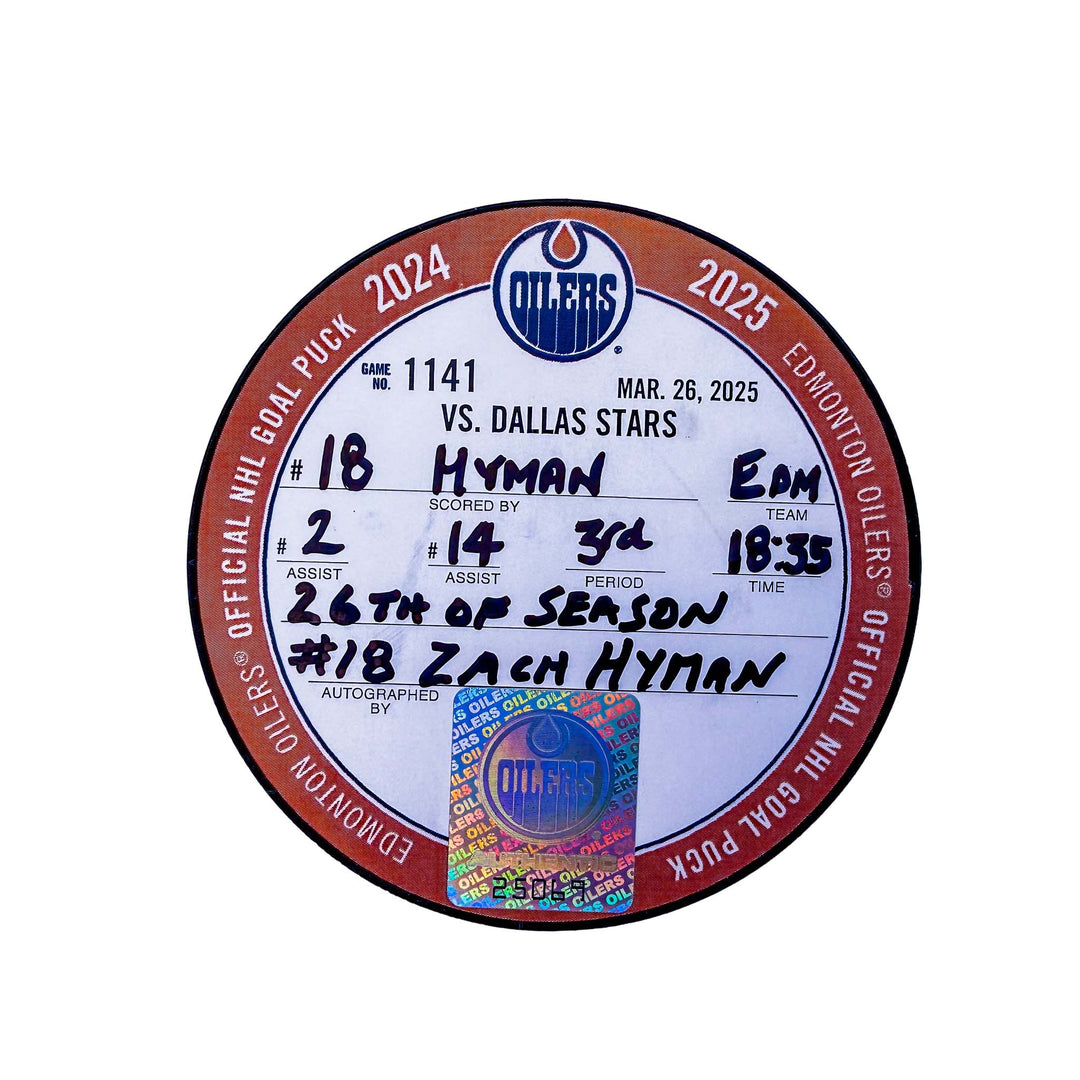 2024
2025
OILERS
EDMONTON OILERS® OFFICIAL NHL GOAL PUCK
EDMONTON OILERS® OFFICIAL NHL GOAL PUCK
GAME NO. 1141
MAR. 26, 2025
VS. DALLAS STARS
# 18 HYMAN EDM
SCORED BY TEAM
# 2 # 14 3rd 18:35
ASSIST ASSIST PERIOD TIME
26TH OF SEASON
#18 ZACH HYMAN
AUTOGRAPHED BY
OILERS
AUTHENTIC
25069